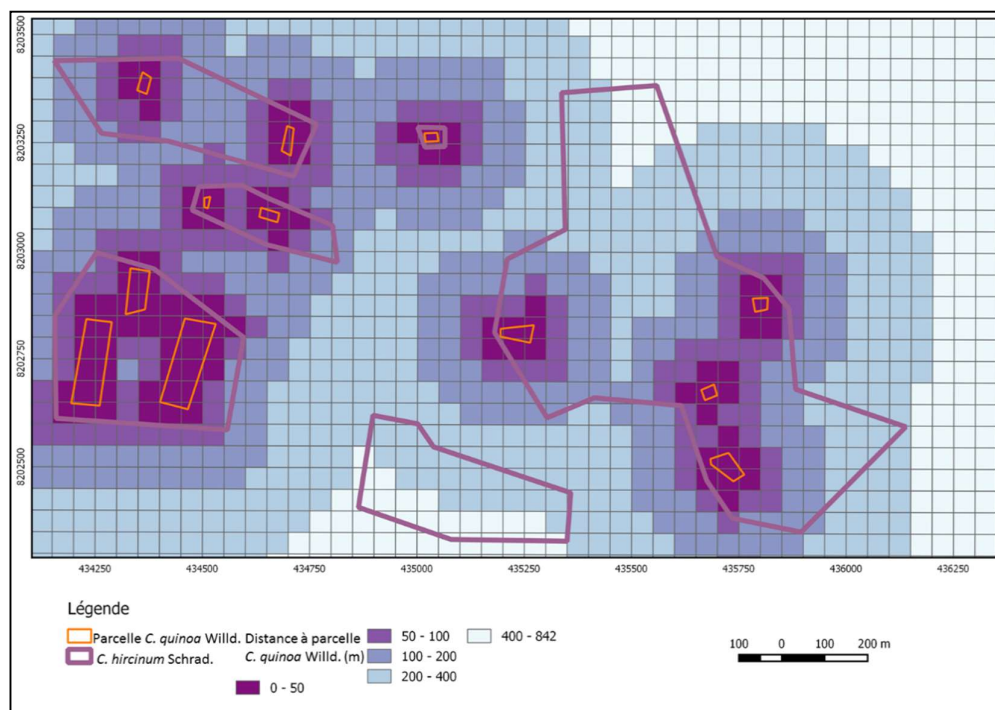 8203500
8203250
8203000
8202750
8202500
434250 434500 434750 435000 435250 435500 435750 436000 436250
Légende
Parcelle C. quinoa Willd. Distance à parcelle 50 - 100 400 - 842
C. hircinum Schrad. C. quinoa Willd. (m) 100 - 200
200 - 400
0 - 50
100 0 100 200 m